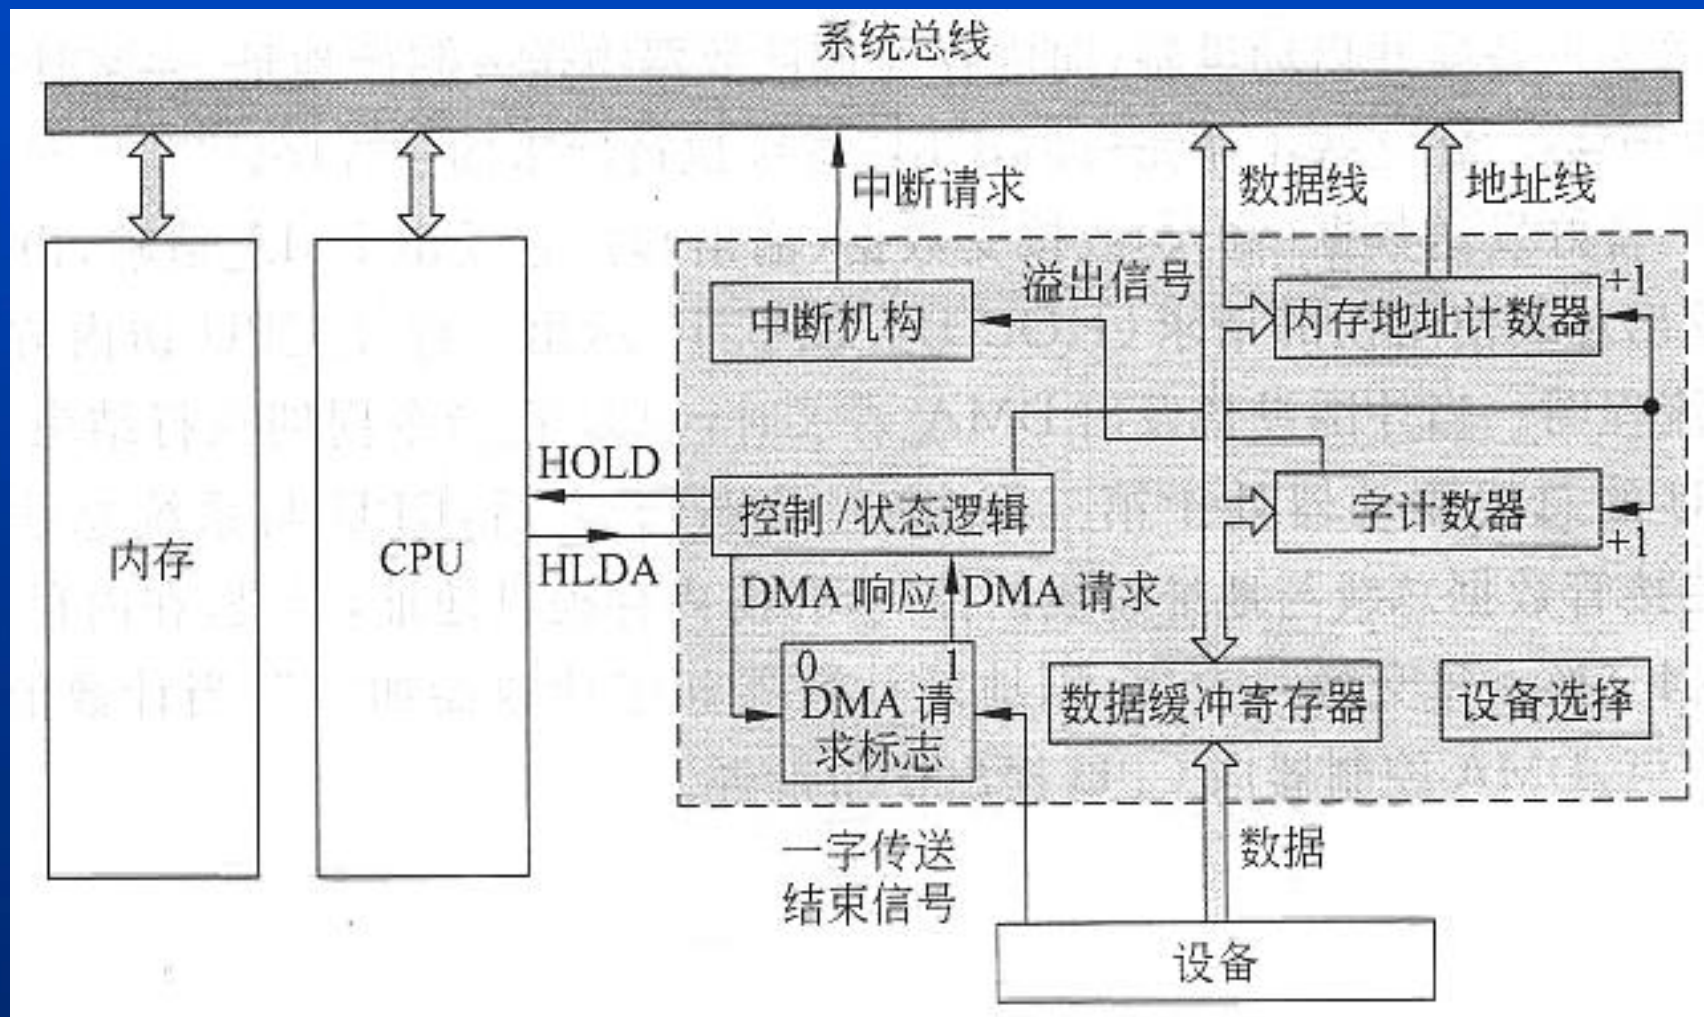 系统总线
中断请求
数据线
地址线
溢出信号
中断机构
内存地址计数器
+1
HOLD
控制/状态逻辑
字计数器
+1
内存
CPU
HLDA
DMA 响应
DMA 请求
0
1
DMA 请
求标志
数据缓冲寄存器
设备选择
一字传送
结束信号
数据
设备